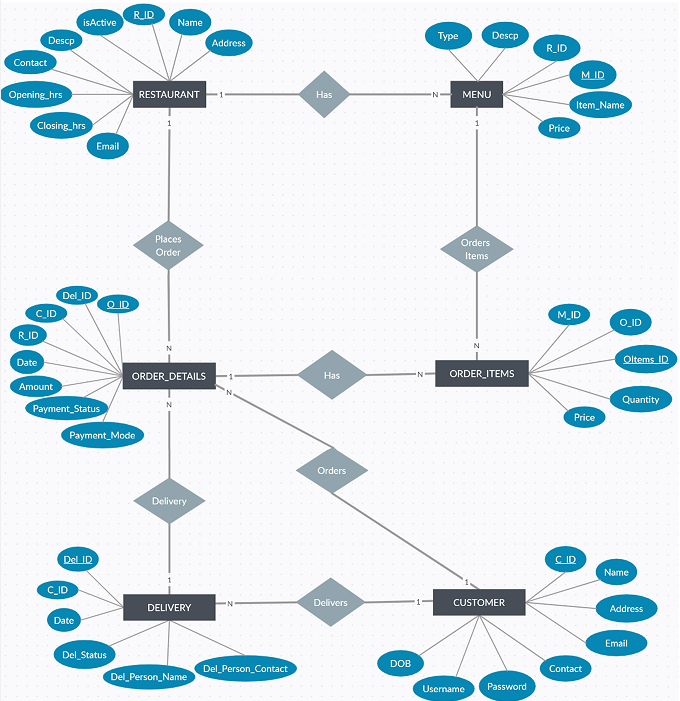 R_ID
isActive
Name
Descp
Address
Contact
Opening_hrs
Closing_hrs
Email
RESTAURANT
1
Has
N
MENU
Type
Descp
R_ID
M_ID
Item_Name
Price
1
1
Places
Order
Orders
Items
N
N
Del_ID
O_ID
C_ID
R_ID
Date
Amount
Payment_Status
Payment_Mode
ORDER_DETAILS
1
Has
N
ORDER_ITEMS
M_ID
O_ID
OItems_ID
Quantity
Price
N
N
Orders
Delivery
1
1
Del_ID
C_ID
Date
Del_Status
Del_Person_Name
Del_Person_Contact
DELIVERY
N
Delivers
1
CUSTOMER
C_ID
Name
Address
Email
Contact
Password
Username
DOB